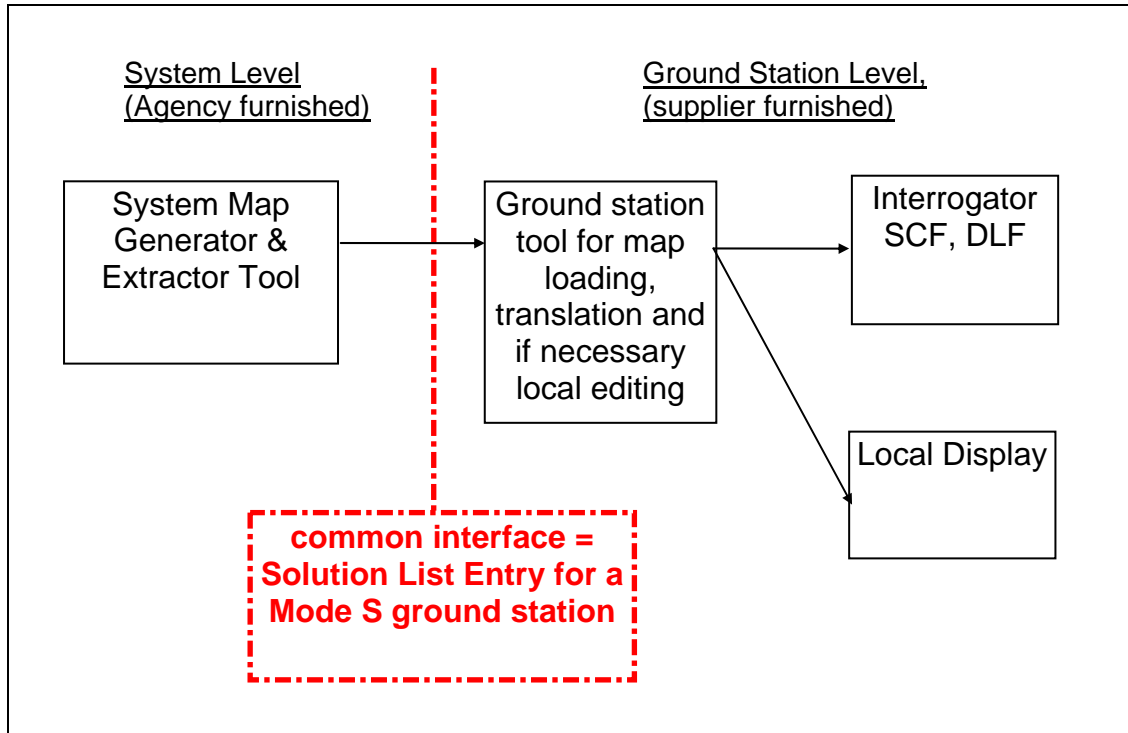 System Level
(Agency furnished)
Ground Station Level,
(supplier furnished)
System Map
Generator &
Extractor Tool
Ground station
tool for map
loading,
translation and
if necessary
local editing
Interrogator
SCF, DLF
Local Display
common interface =
Solution List Entry for a
Mode S ground station